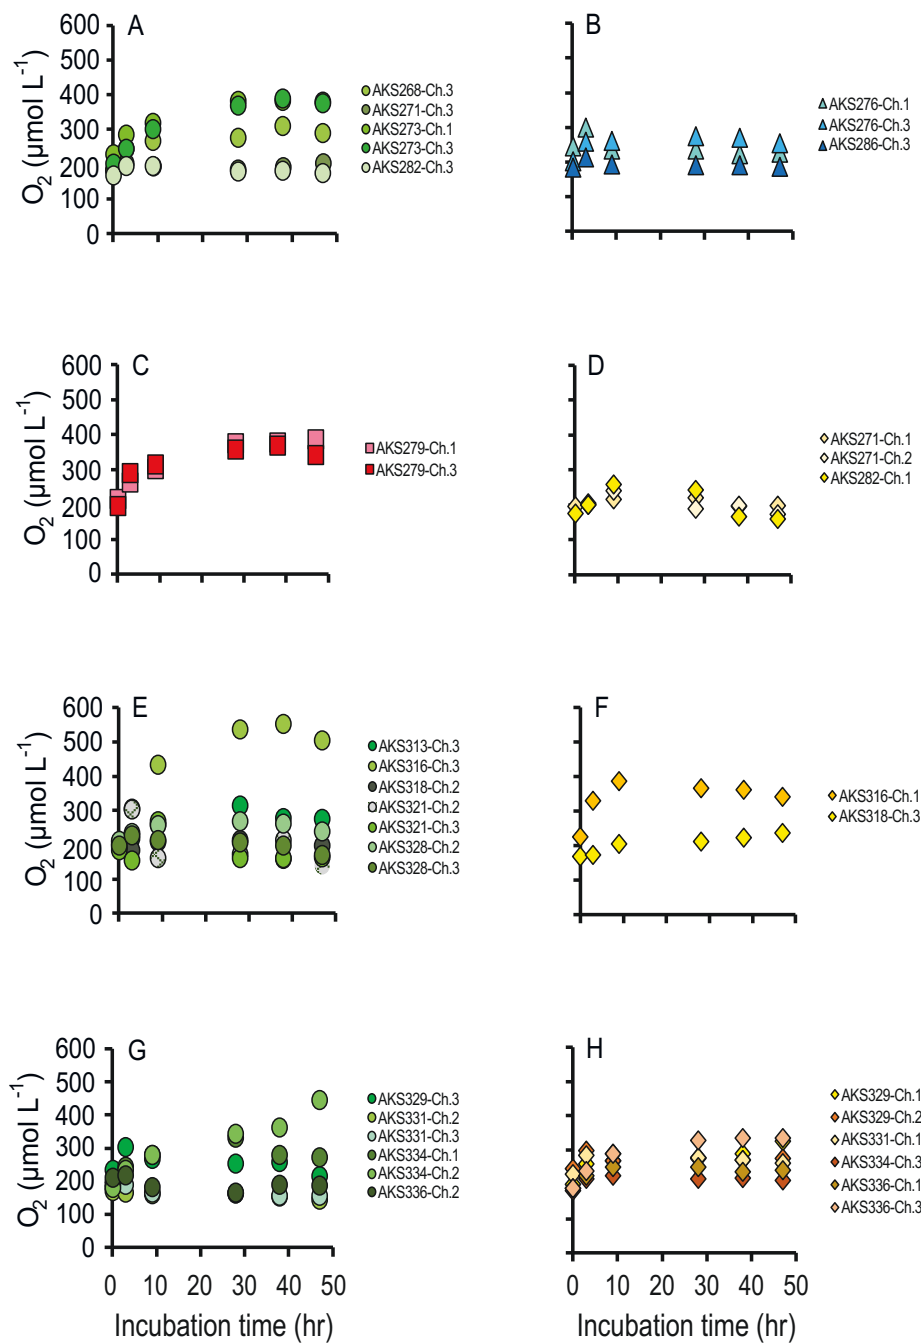 A
600
500
400
300
200
100
0
O2 (µmol L-1)
AKS268-Ch.3
AKS271-Ch.3
AKS273-Ch.1
AKS273-Ch.3
AKS282-Ch.3
B
AKS276-Ch.1
AKS276-Ch.3
AKS286-Ch.3
C
600
500
400
300
200
100
0
O2 (µmol L-1)
AKS279-Ch.1
AKS279-Ch.3
D
AKS271-Ch.1
AKS271-Ch.2
AKS282-Ch.1
E
600
500
400
300
200
100
0
O2 (µmol L-1)
AKS313-Ch.3
AKS316-Ch.3
AKS318-Ch.2
AKS321-Ch.2
AKS321-Ch.3
AKS328-Ch.2
AKS328-Ch.3
F
AKS316-Ch.1
AKS318-Ch.3
G
600
500
400
300
200
100
0
O2 (µmol L-1)
AKS329-Ch.3
AKS331-Ch.2
AKS331-Ch.3
AKS334-Ch.1
AKS334-Ch.2
AKS336-Ch.2
0 10 20 30 40 50
Incubation time (hr)
H
AKS329-Ch.1
AKS329-Ch.2
AKS331-Ch.1
AKS334-Ch.3
AKS336-Ch.1
AKS336-Ch.3
0 10 20 30 40 50
Incubation time (hr)